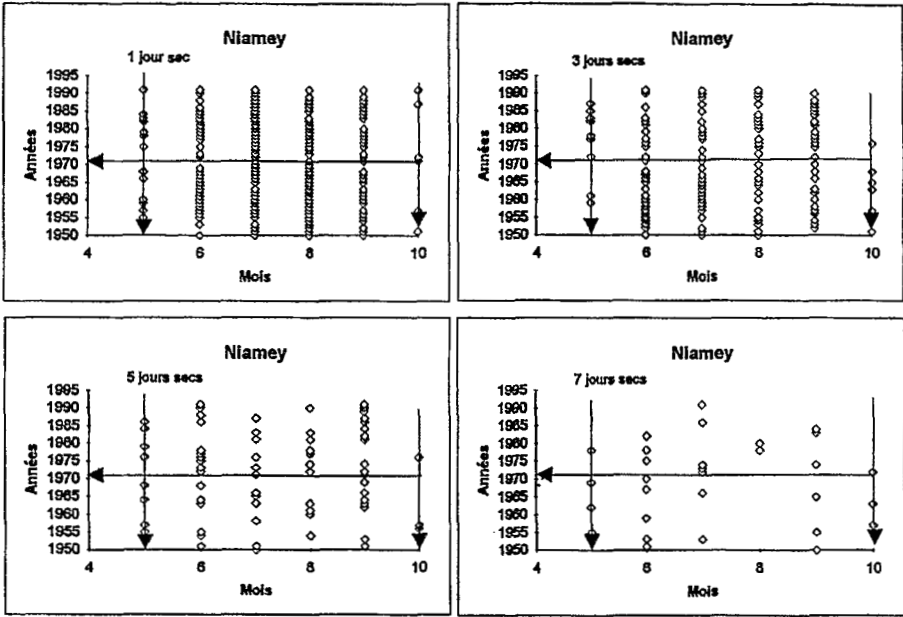 Niamey
1 jour sec
1995
1990
1985
1980
1975
1970
1965
1960
1955
1950
Années
4 6 8 10
Mois
Niamey
3 jours secs
1995
1990
1985
1980
1975
1970
1965
1960
1955
1950
Années
4 6 8 10
Mois
Niamey
5 jours secs
1995
1990
1985
1980
1975
1970
1965
1960
1955
1950
Années
4 6 8 10
Mois
Niamey
7 jours secs
1995
1990
1985
1980
1975
1970
1965
1960
1955
1950
Années
4 6 8 10
Mois